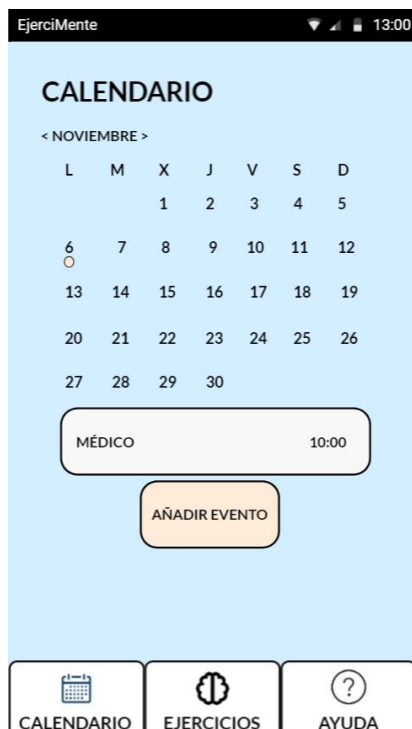 EjerciMente 13:00
CALENDARIO
< NOVIEMBRE >
L M X J V S D
1 2 3 4 5
6 7 8 9 10 11 12
13 14 15 16 17 18 19
20 21 22 23 24 25 26
27 28 29 30
MÉDICO 10:00
AÑADIR EVENTO
?
CALENDARIO EJERCICIOS AYUDA